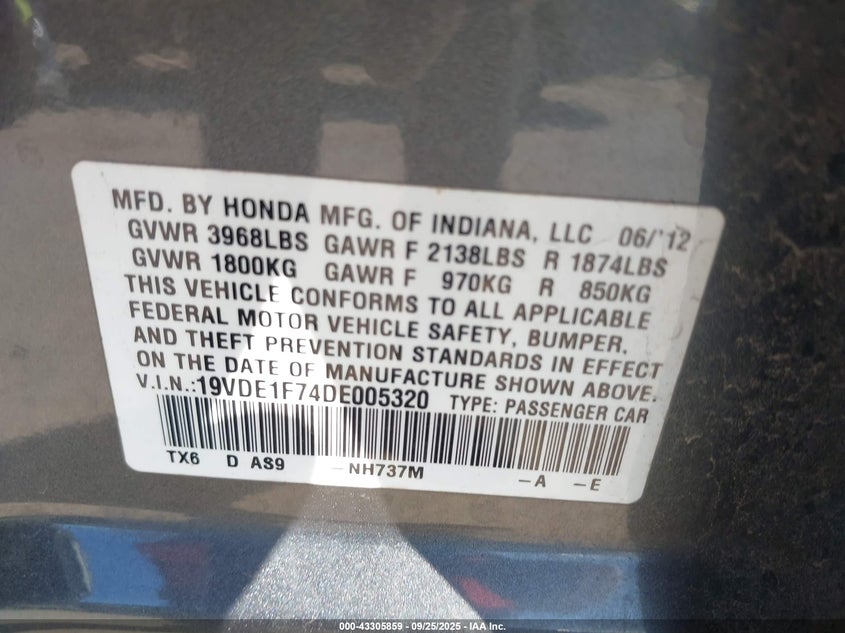 MFD. BY HONDA MFG. OF INDIANA, LLC 06/'12
GVWR 3968LBS GAWR F 2138LBS R 1874LBS
GVWR 1800KG GAWR F 970KG R 850KG
THIS VEHICLE CONFORMS TO ALL APPLICABLE
FEDERAL MOTOR VEHICLE SAFETY, BUMPER,
AND THEFT PREVENTION STANDARDS IN EFFECT
ON THE DATE OF MANUFACTURE SHOWN ABOVE.
V.I.N.:19VDE1F74DE005320 TYPE: PASSENGER CAR
TX6 D AS9 –NH737M –A –E
000-43305859 - 09/25/2025 - IAA Inc.